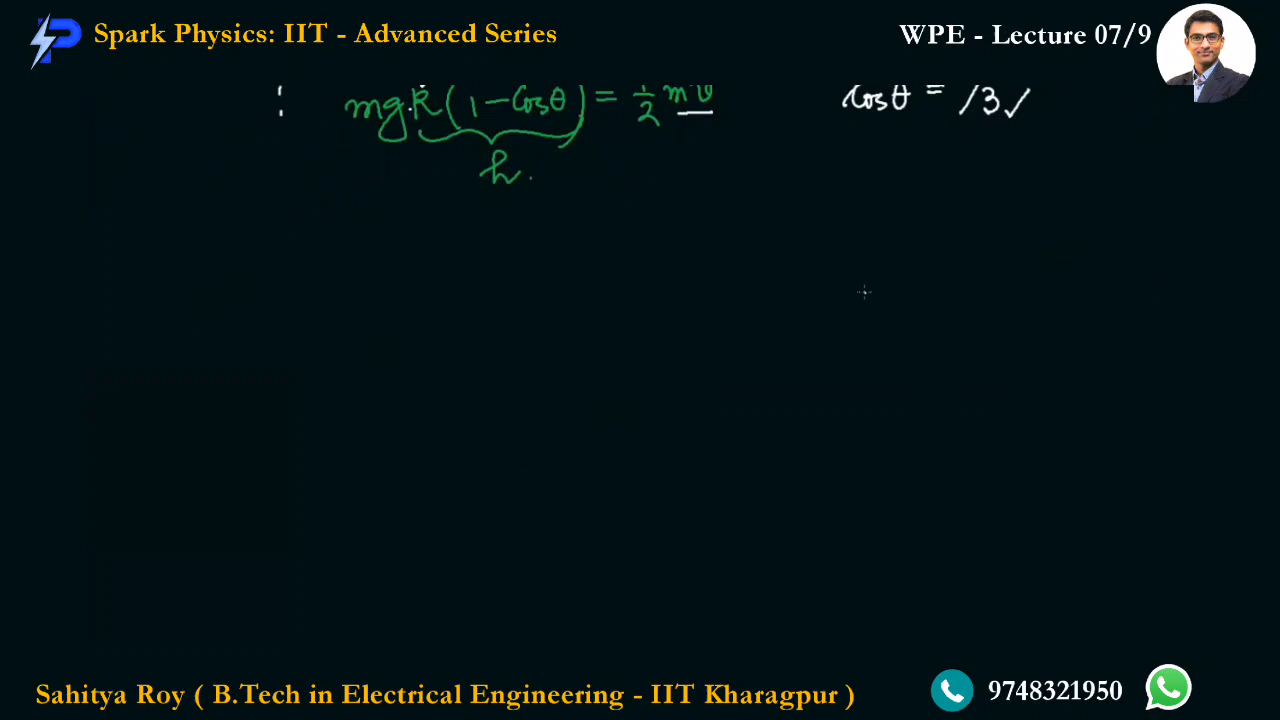 Spark Physics: IIT - Advanced Series
WPE - Lecture 07/9
: mg.R(1-Cosθ) = 1/2 mv
Cosθ = /3 ✓
h.
Sahitya Roy ( B.Tech in Electrical Engineering - IIT Kharagpur )
9748321950